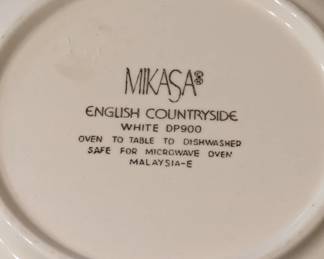 MIKASA®
ENGLISH COUNTRYSIDE
WHITE DP900
OVEN TO TABLE TO DISHWASHER
SAFE FOR MICROWAVE OVEN
MALAYSIA-E